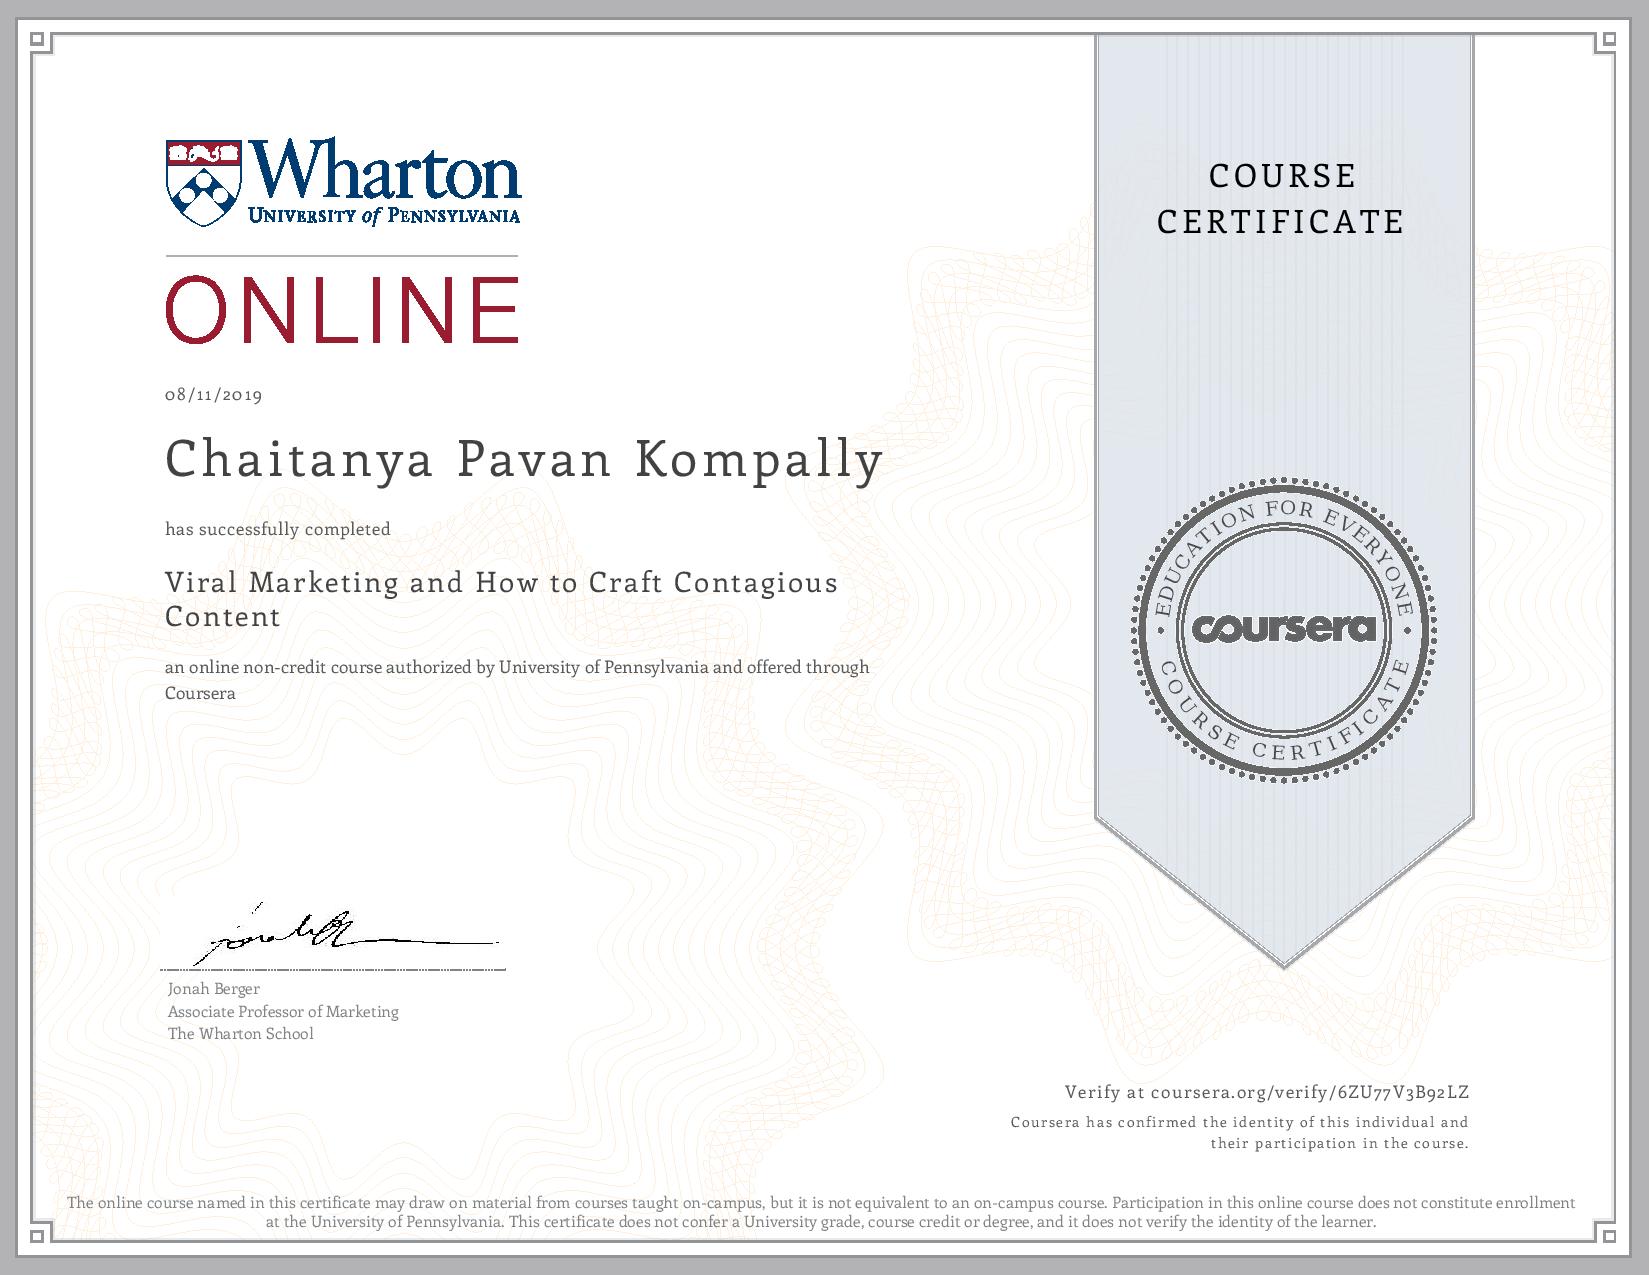 Wharton
UNIVERSITY of PENNSYLVANIA
ONLINE
08/11/2019
Chaitanya Pavan Kompally
has successfully completed
Viral Marketing and How to Craft Contagious
Content
an online non-credit course authorized by University of Pennsylvania and offered through
Coursera
Jonah Berger
Associate Professor of Marketing
The Wharton School
COURSE
CERTIFICATE
EDUCATION FOR EVERYONE
coursera
COURSE CERTIFICATE
Verify at coursera.org/verify/6ZU77V3B92LZ
Coursera has confirmed the identity of this individual and
their participation in the course.
The online course named in this certificate may draw on material from courses taught on-campus, but it is not equivalent to an on-campus course. Participation in this online course does not constitute enrollment
at the University of Pennsylvania. This certificate does not confer a University grade, course credit or degree, and it does not verify the identity of the learner.